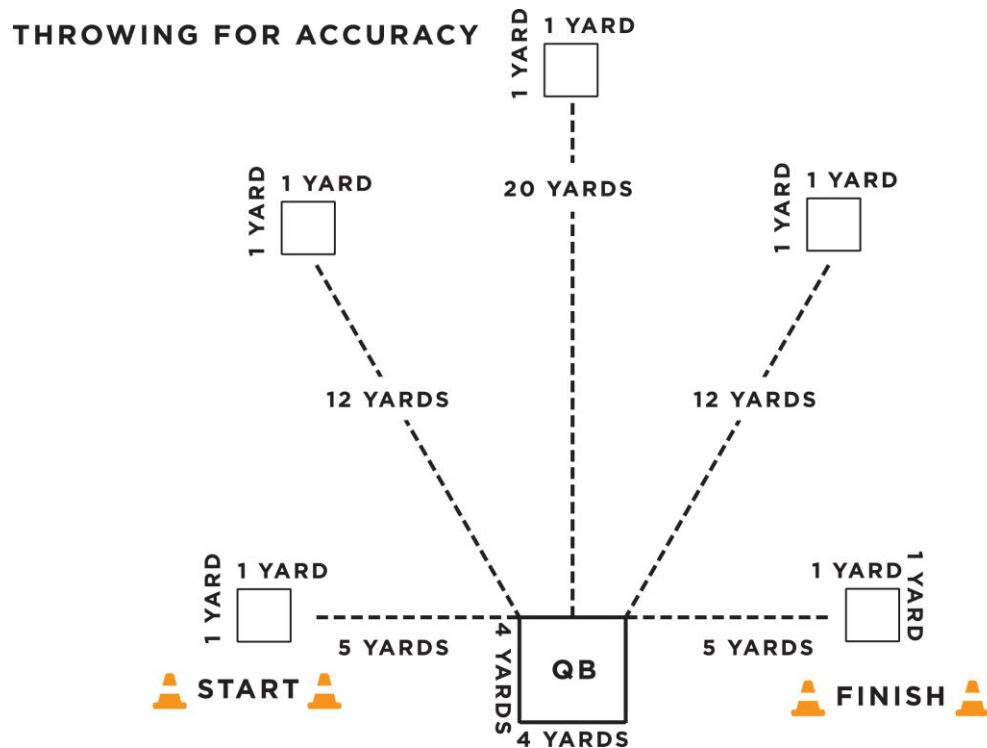 THROWING FOR ACCURACY
1 YARD
1 YARD
20 YARDS
1 YARD
1 YARD
1 YARD
1 YARD
12 YARDS
12 YARDS
1 YARD
1 YARD
1 YARD
1 YARD
5 YARDS
4 YARDS
QB
5 YARDS
START
FINISH
4 YARDS